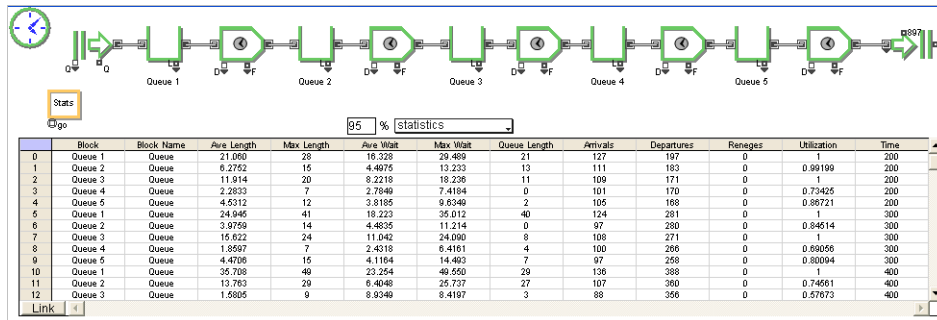 897
Q Q D F D F D F D F D F
L L L L L
Queue 1 Queue 2 Queue 3 Queue 4 Queue 5
Stats
go
95 % statistics
Block Block Name Ave Length Max Length Ave Wait Max Wait Queue Length Arrivals Departures Reneges Utilization Time
0 Queue 1 Queue 21.060 28 16.328 29.489 21 127 197 0 1 200
1 Queue 2 Queue 6.2752 15 4.4975 13.233 13 111 183 0 0.99199 200
2 Queue 3 Queue 11.914 20 8.2218 18.236 11 109 171 0 1 200
3 Queue 4 Queue 2.2833 7 2.7849 7.4184 0 101 170 0 0.73425 200
4 Queue 5 Queue 4.5312 12 3.8185 9.6349 2 105 168 0 0.86721 200
5 Queue 1 Queue 24.945 41 18.223 35.012 40 124 281 0 1 300
6 Queue 2 Queue 3.9759 14 4.4835 11.214 0 97 280 0 0.84514 300
7 Queue 3 Queue 15.622 24 11.042 24.090 8 108 271 0 1 300
8 Queue 4 Queue 1.8597 7 2.4318 6.4161 4 100 266 0 0.69056 300
9 Queue 5 Queue 4.4706 15 4.1164 14.493 7 97 258 0 0.80094 300
10 Queue 1 Queue 35.708 49 23.254 49.550 29 136 388 0 1 400
11 Queue 2 Queue 13.763 29 6.4048 25.737 27 107 360 0 0.74561 400
12 Queue 3 Queue 1.5805 9 8.9349 8.4197 3 88 356 0 0.57673 400
Link